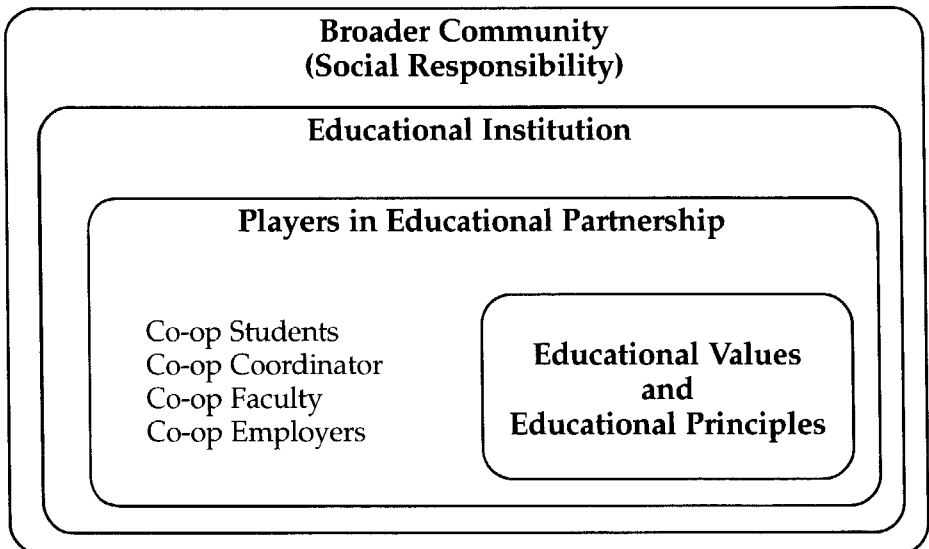 Broader Community
(Social Responsibility)
Educational Institution
Players in Educational Partnership
Co-op Students
Co-op Coordinator
Co-op Faculty
Co-op Employers
Educational Values
and
Educational Principles